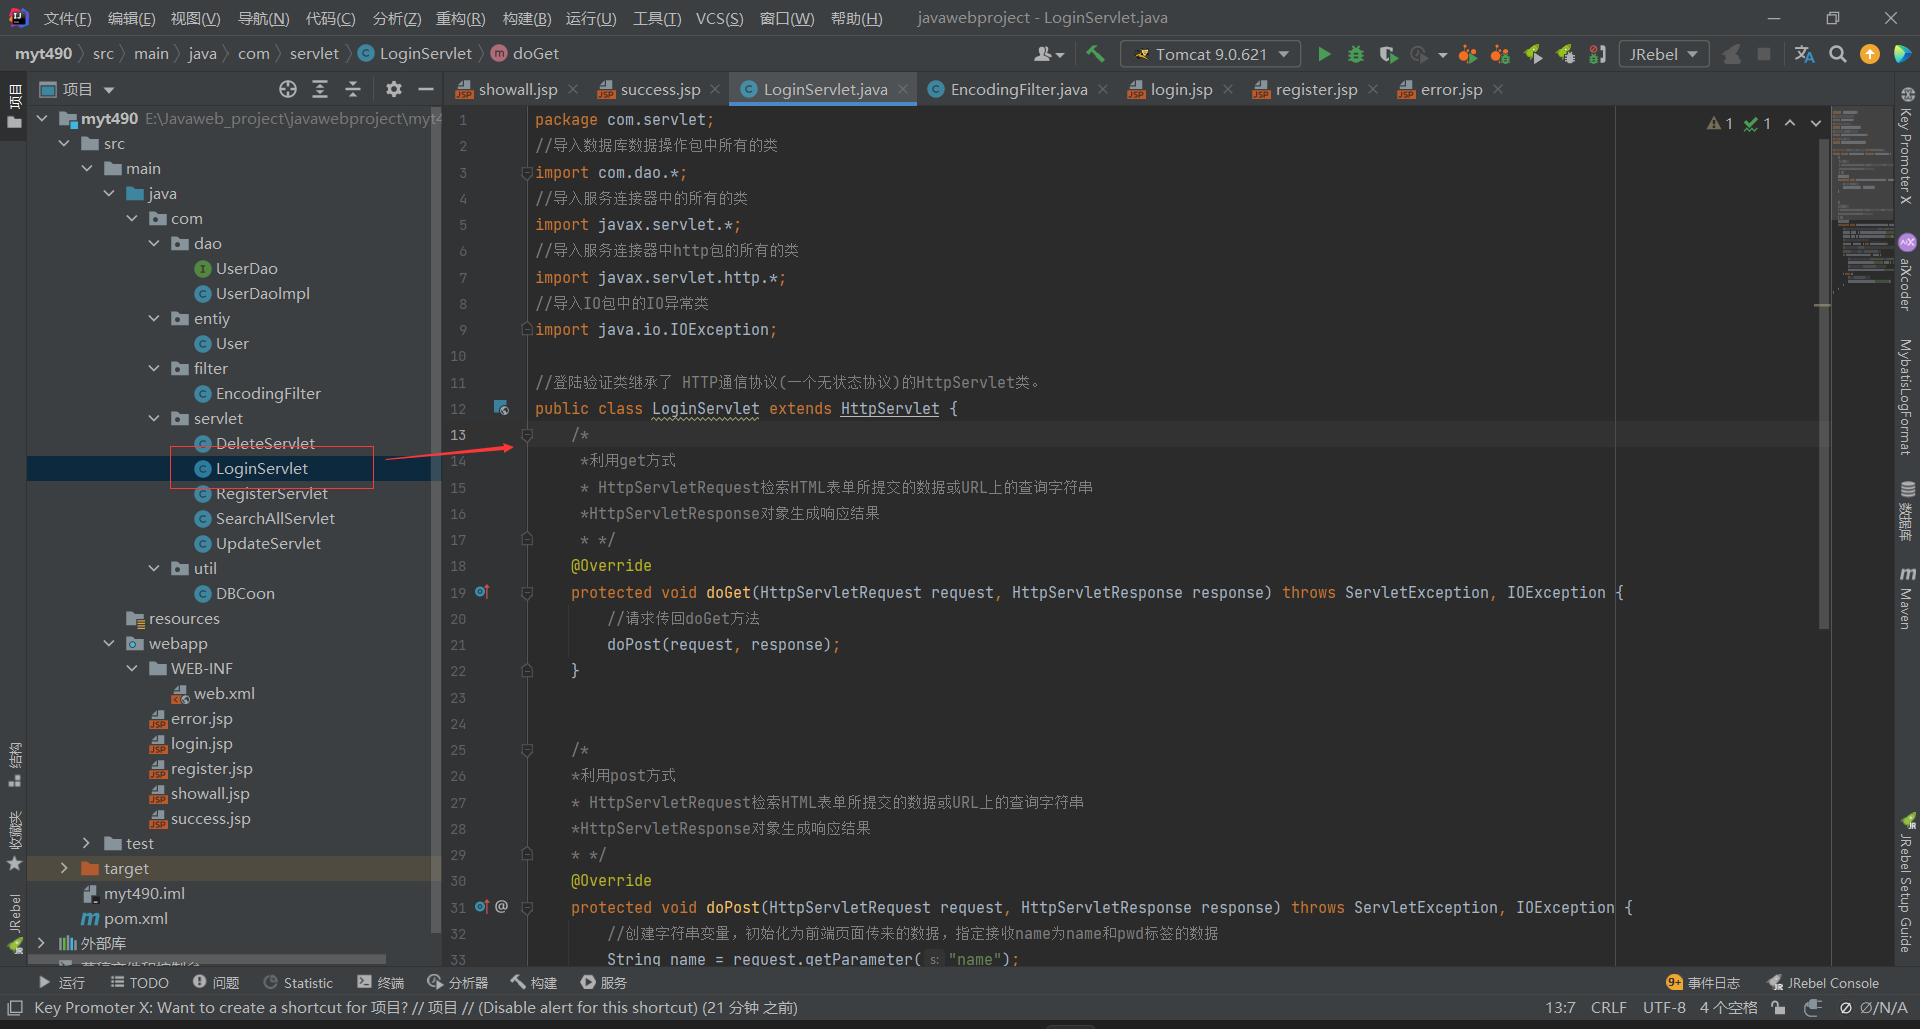 文件(F) 编辑(E) 视图(V) 导航(N) 代码(C) 分析(Z) 重构(R) 构建(B) 运行(U) 工具(T) VCS(S) 窗口(W) 帮助(H) javawebproject - LoginServlet.java
myt490 src main java com servlet LoginServlet doGet Tomcat 9.0.621 JRebel
项目 showall.jsp success.jsp LoginServlet.java EncodingFilter.java login.jsp register.jsp error.jsp
myt490 E:\Javaweb_project\javawebproject\myt4
src
main
java
com
dao
UserDao
UserDaoImpl
entiy
User
filter
EncodingFilter
servlet
DeleteServlet
LoginServlet
RegisterServlet
SearchAllServlet
UpdateServlet
util
DBCoon
resources
webapp
WEB-INF
web.xml
error.jsp
login.jsp
register.jsp
showall.jsp
success.jsp
test
target
myt490.iml
pom.xml
外部库
项目
结构
收藏夹
JRebel
1 package com.servlet;
2 //导入数据库数据操作包中所有的类
3 import com.dao.*;
4 //导入服务连接器中的所有的类
5 import javax.servlet.*;
6 //导入服务连接器中http包的所有的类
7 import javax.servlet.http.*;
8 //导入IO包中的IO异常类
9 import java.io.IOException;
10
11 //登陆验证类继承了 HTTP通信协议(一个无状态协议)的HttpServlet类。
12 public class LoginServlet extends HttpServlet {
13 /*
14 *利用get方式
15 * HttpServletRequest检索HTML表单所提交的数据或URL上的查询字符串
16 *HttpServletResponse对象生成响应结果
17 * */
18 @Override
19 protected void doGet(HttpServletRequest request, HttpServletResponse response) throws ServletException, IOException {
20 //请求传回doGet方法
21 doPost(request, response);
22 }
23
24
25 /*
26 *利用post方式
27 * HttpServletRequest检索HTML表单所提交的数据或URL上的查询字符串
28 *HttpServletResponse对象生成响应结果
29 * */
30 @Override
31 protected void doPost(HttpServletRequest request, HttpServletResponse response) throws ServletException, IOException {
32 //创建字符串变量，初始化为前端页面传来的数据，指定接收name为name和pwd标签的数据
33 String name = request.getParameter( s: "name");
1 1
Key Promoter X
aiXcoder
MybatisLogFormat
数据库
Maven
JRebel Setup Guide
运行 TODO 问题 Statistic 终端 分析器 构建 服务 9+ 事件日志 JRebel Console
Key Promoter X: Want to create a shortcut for 项目? // 项目 // (Disable alert for this shortcut) (21 分钟 之前) 13:7 CRLF UTF-8 4 个空格 Ø/N/A